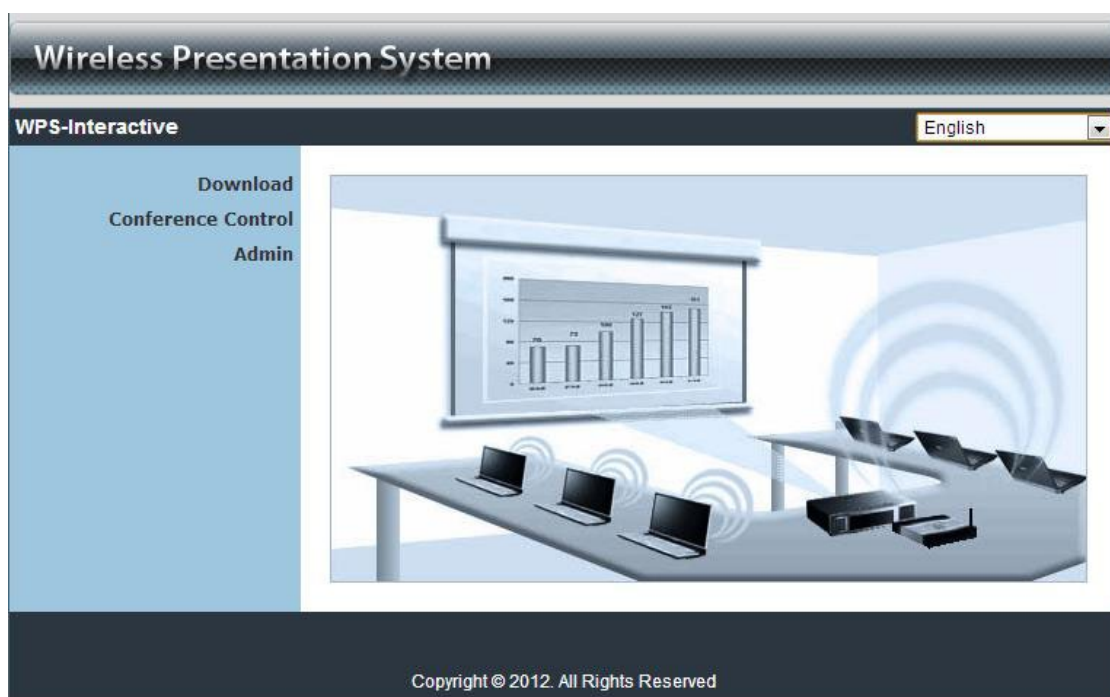 Wireless Presentation System
WPS-Interactive
English
Download
Conference Control
Admin
Copyright © 2012. All Rights Reserved